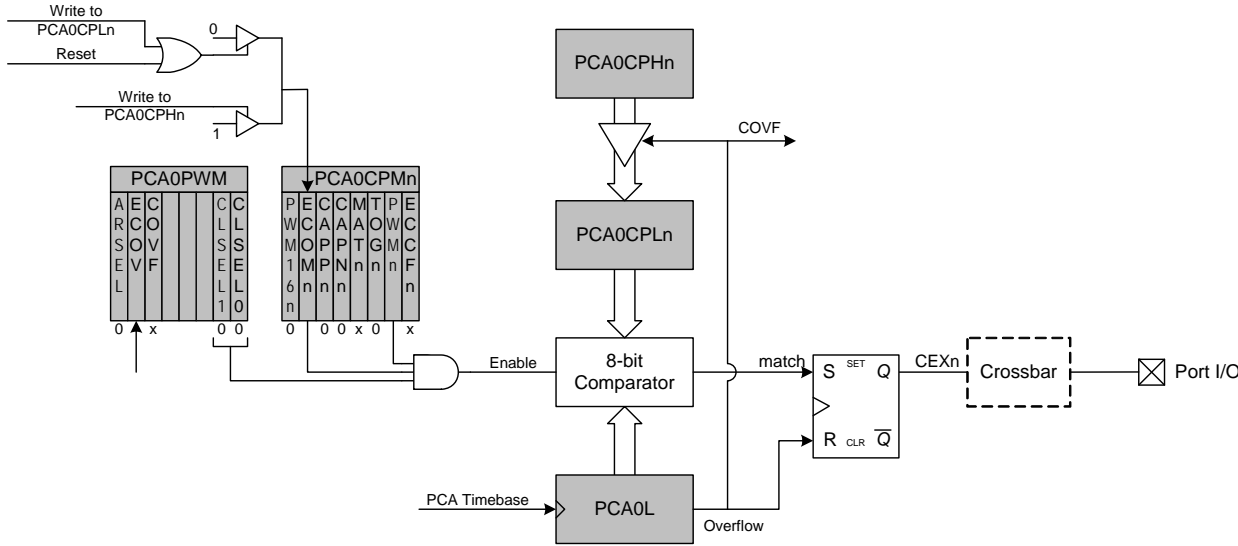 Write to
PCA0CPLn
Reset
0
Write to
PCA0CPHn
1
PCA0CPHn
COVF
PCA0PWM
ARSEL
ECOV
COVF
CLSEL1
CLSEL0
0
x
0
0
PCA0CPMn
PWM16n
ECOMn
CAPPn
CAPNn
MATn
TOGn
PWMn
ECCFn
0
0
0
x
0
x
PCA0CPLn
Enable
8-bit
Comparator
match
S SET Q
R CLR Q
CEXn
Crossbar
Port I/O
PCA Timebase
PCA0L
Overflow